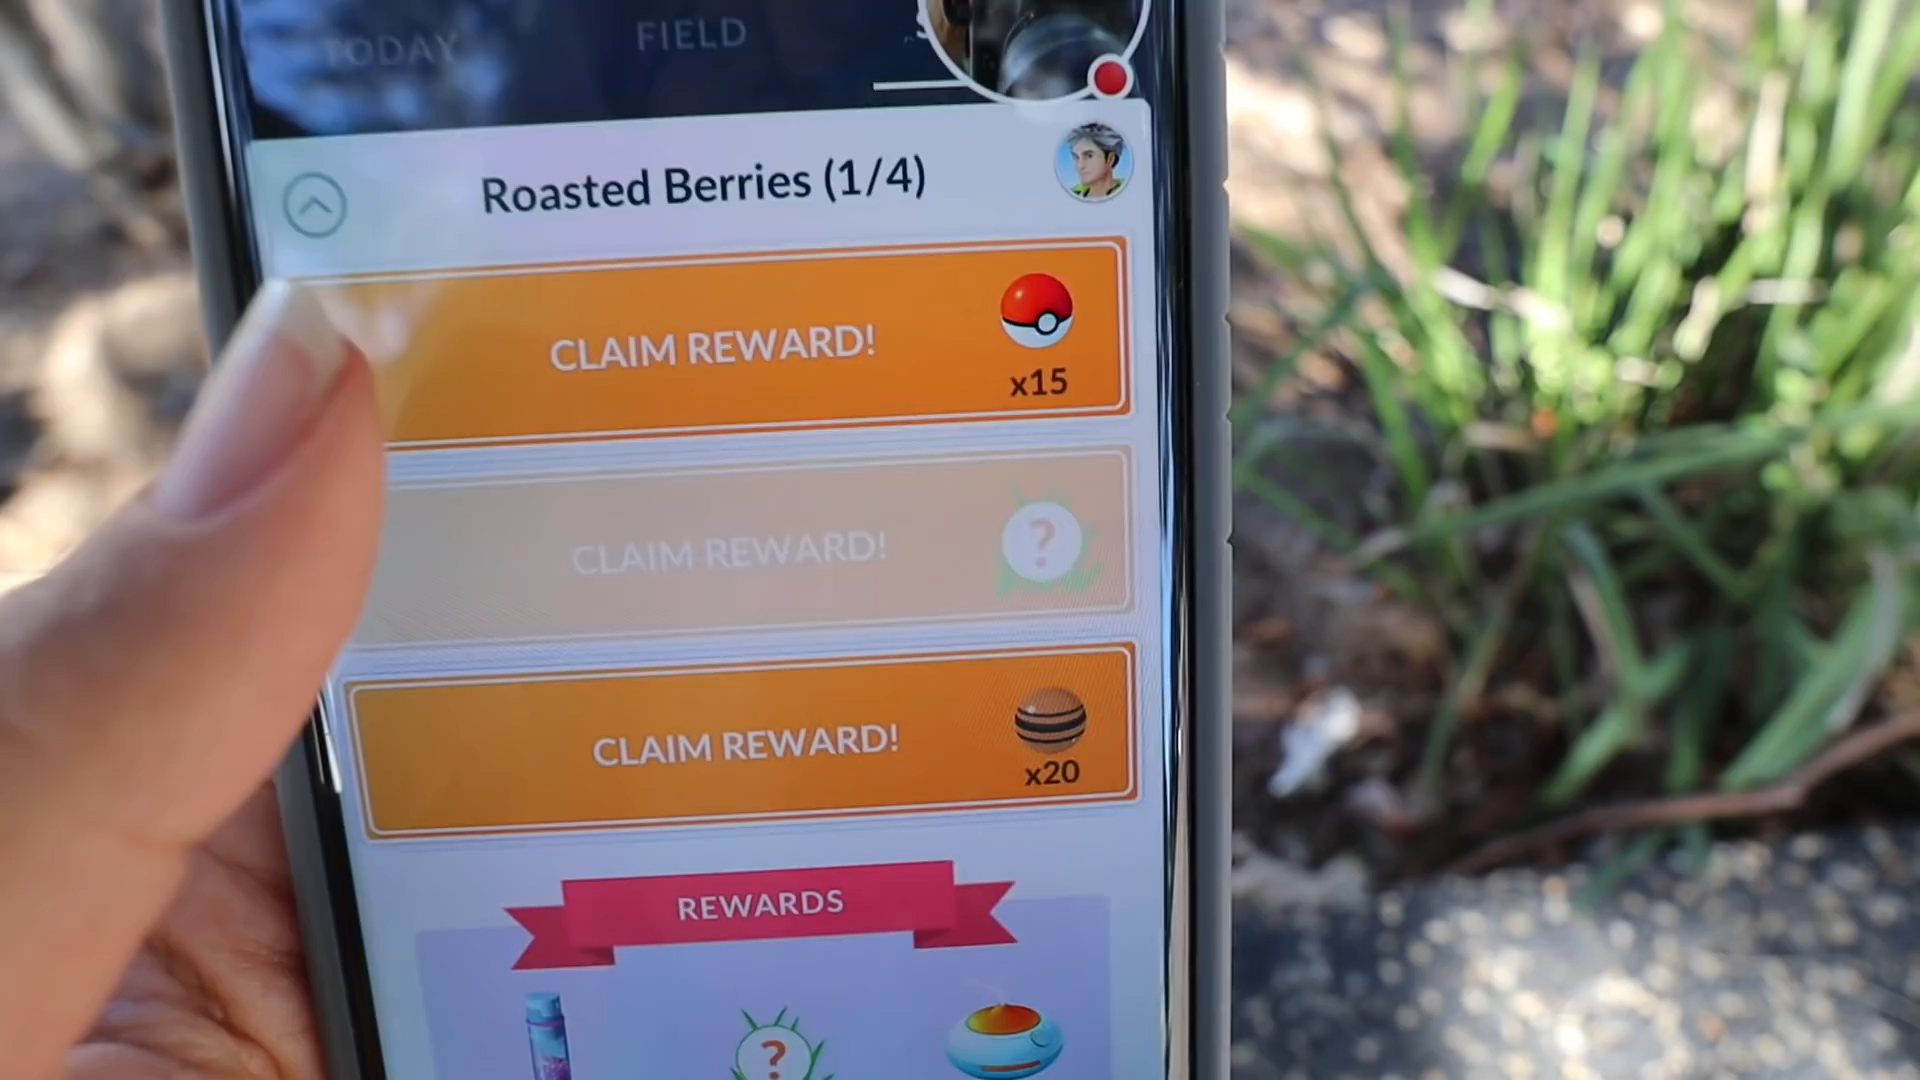 TODAY
FIELD
Roasted Berries (1/4)
CLAIM REWARD!
x15
CLAIM REWARD!
?
CLAIM REWARD!
x20
REWARDS
?